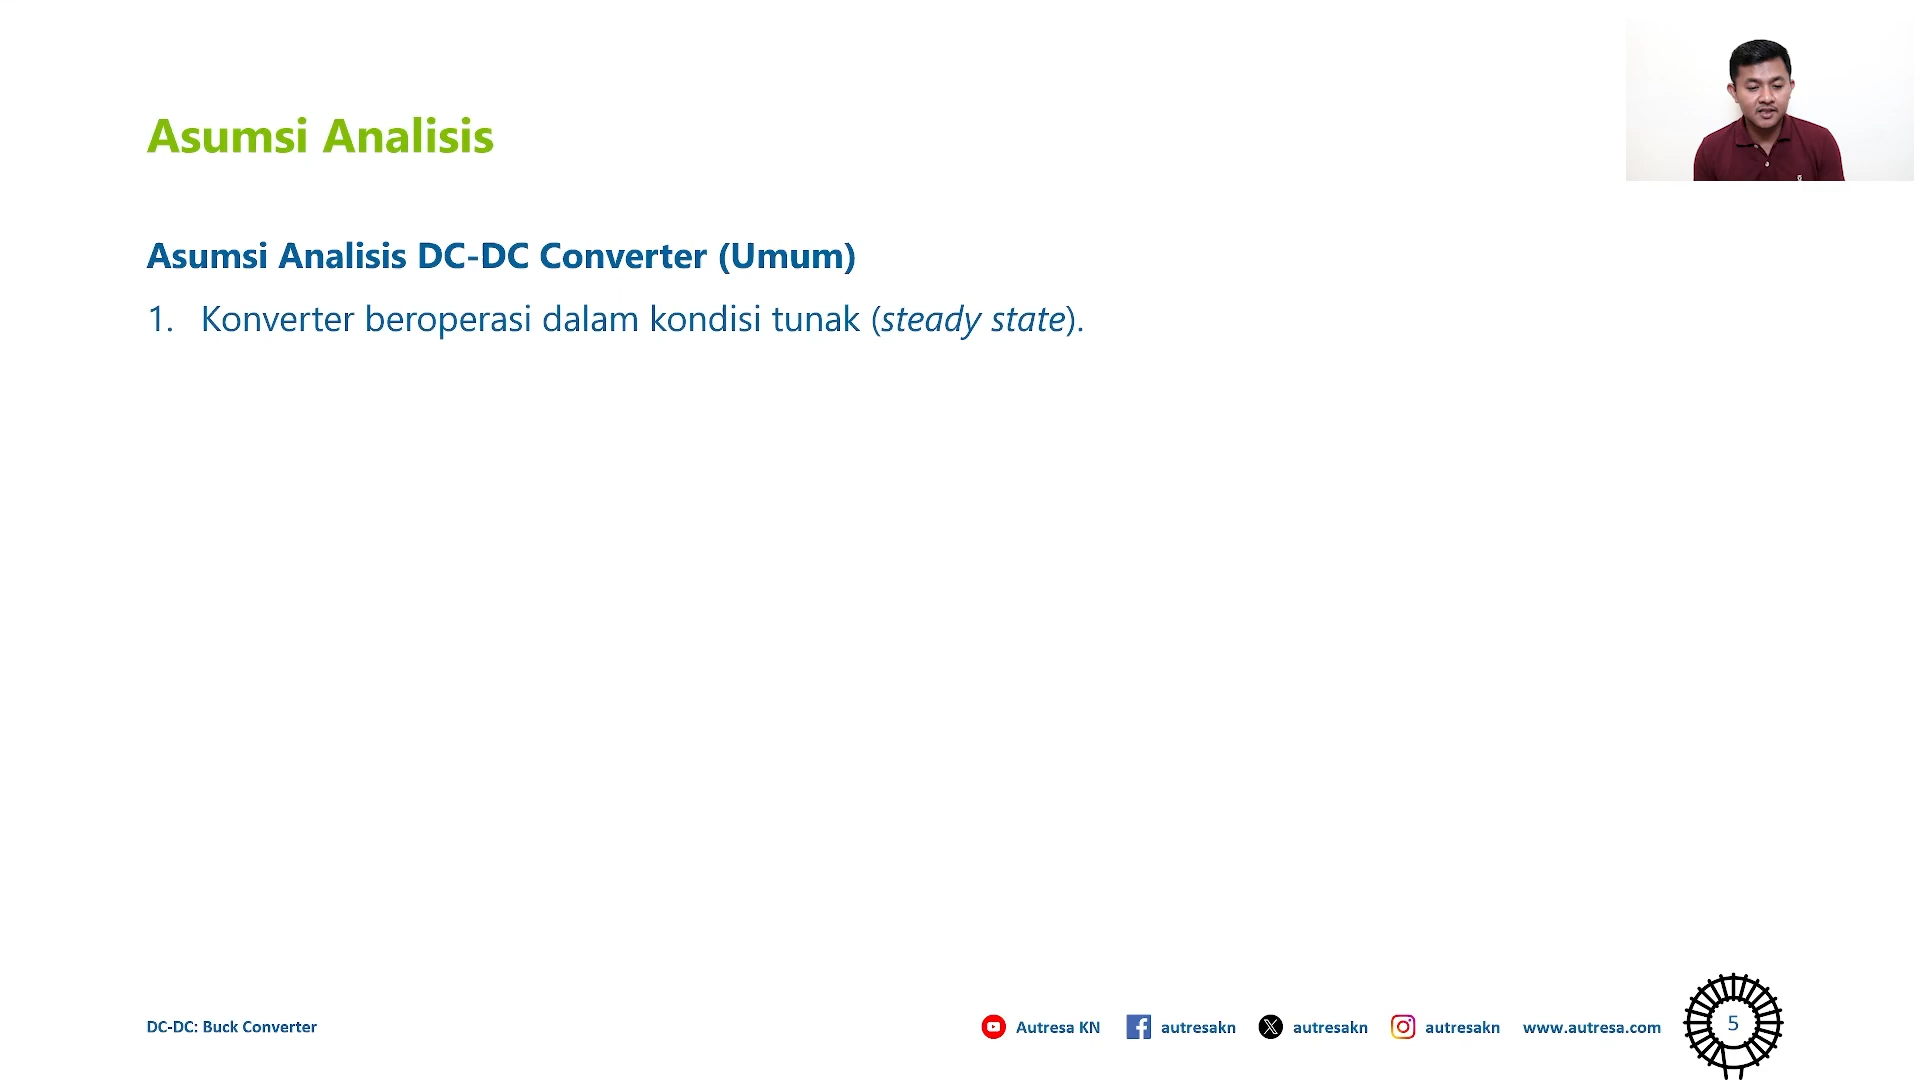 Asumsi Analisis
Asumsi Analisis DC-DC Converter (Umum)
1. Konverter beroperasi dalam kondisi tunak (steady state).
DC-DC: Buck Converter
Autresa KN autresakn autresakn autresakn www.autresa.com 5